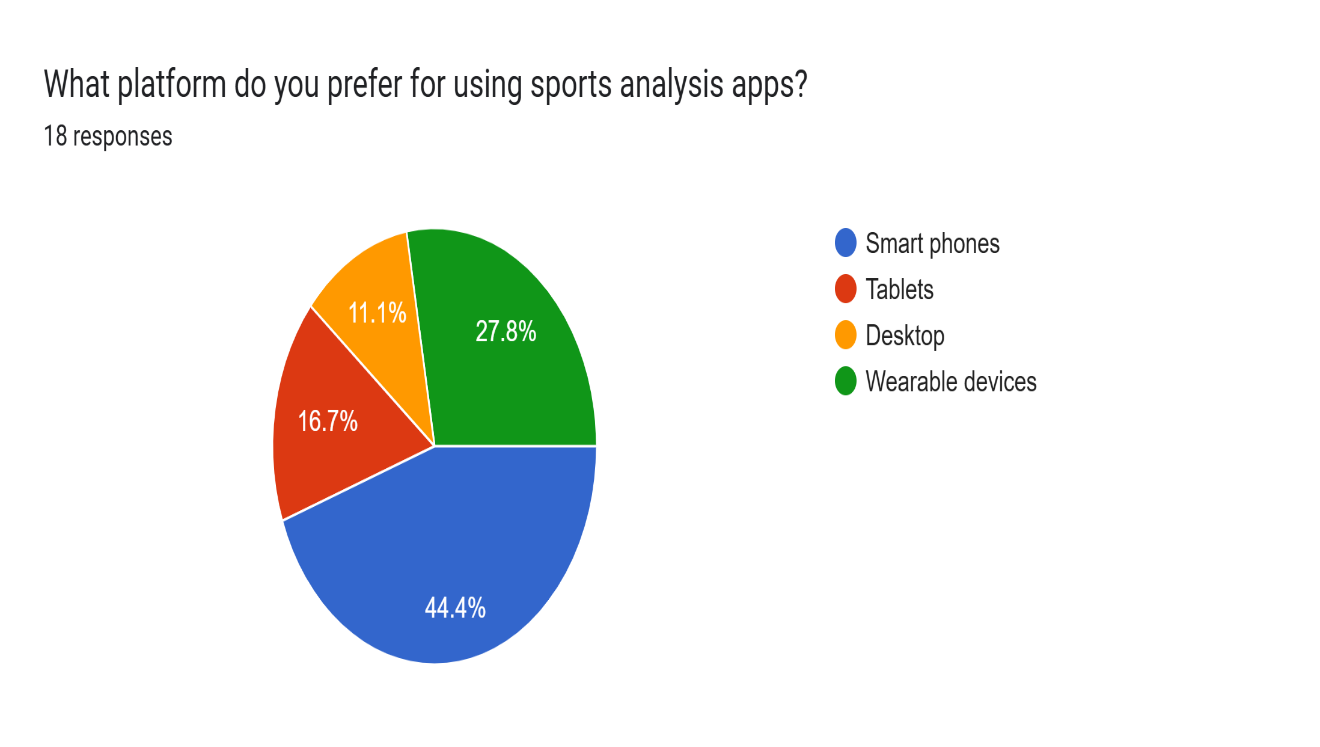 What platform do you prefer for using sports analysis apps?
18 responses
Smart phones
Tablets
Desktop
Wearable devices
11.1%
27.8%
16.7%
44.4%